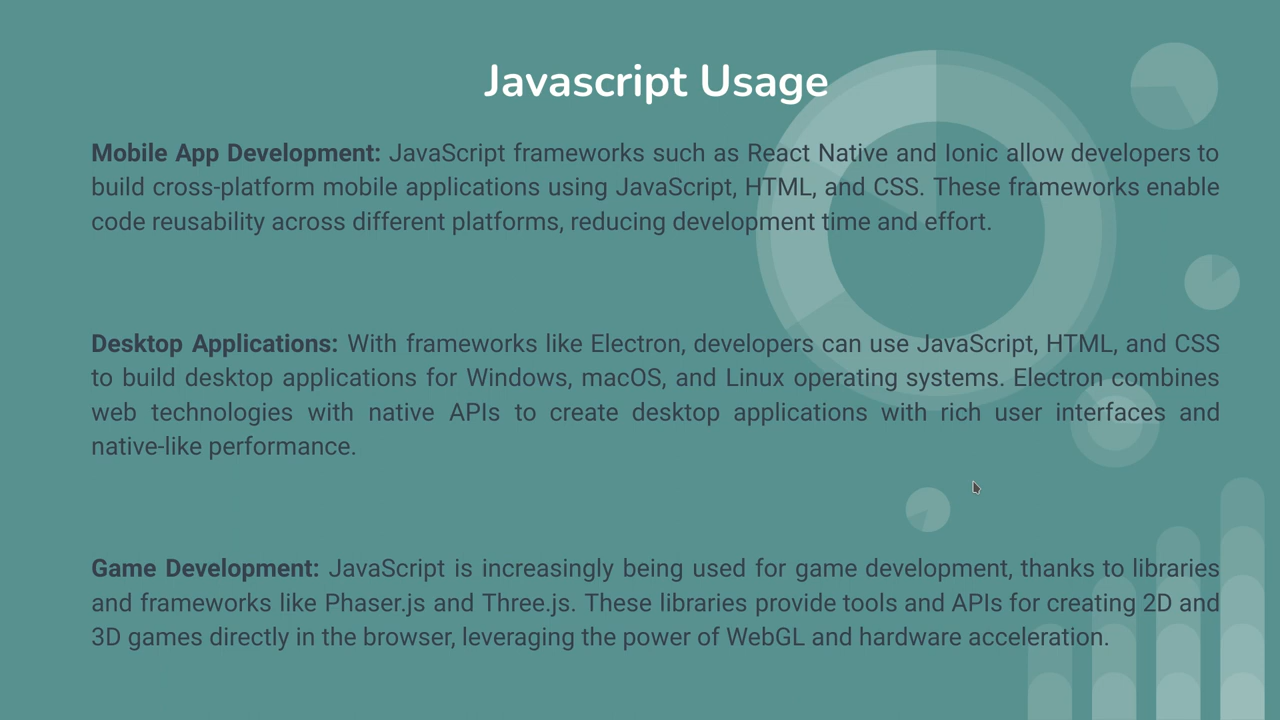 Javascript Usage
Mobile App Development: JavaScript frameworks such as React Native and Ionic allow developers to
build cross-platform mobile applications using JavaScript, HTML, and CSS. These frameworks enable
code reusability across different platforms, reducing development time and effort.
Desktop Applications: With frameworks like Electron, developers can use JavaScript, HTML, and CSS
to build desktop applications for Windows, macOS, and Linux operating systems. Electron combines
web technologies with native APIs to create desktop applications with rich user interfaces and
native-like performance.
Game Development: JavaScript is increasingly being used for game development, thanks to libraries
and frameworks like Phaser.js and Three.js. These libraries provide tools and APIs for creating 2D and
3D games directly in the browser, leveraging the power of WebGL and hardware acceleration.